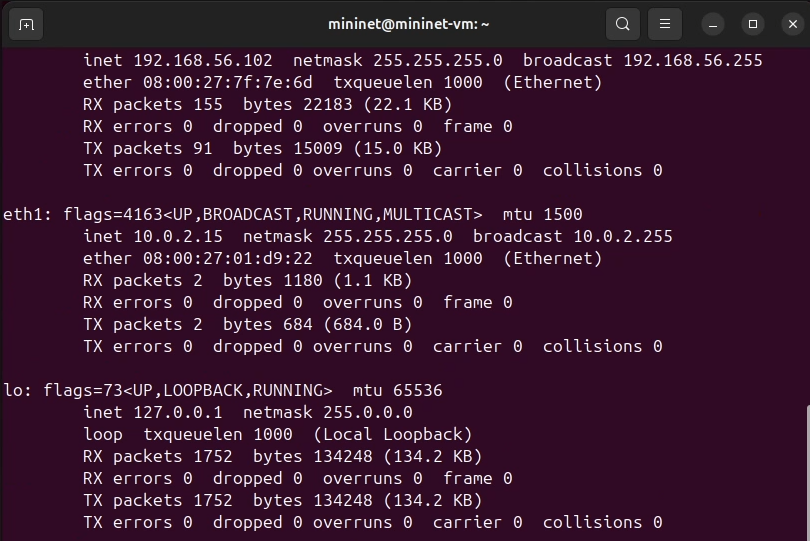 mininet@mininet-vm: ~
inet 192.168.56.102  netmask 255.255.255.0  broadcast 192.168.56.255
ether 08:00:27:7f:7e:6d  txqueuelen 1000  (Ethernet)
RX packets 155  bytes 22183 (22.1 KB)
RX errors 0  dropped 0  overruns 0  frame 0
TX packets 91  bytes 15009 (15.0 KB)
TX errors 0  dropped 0 overruns 0  carrier 0  collisions 0
eth1: flags=4163<UP,BROADCAST,RUNNING,MULTICAST>  mtu 1500
inet 10.0.2.15  netmask 255.255.255.0  broadcast 10.0.2.255
ether 08:00:27:01:d9:22  txqueuelen 1000  (Ethernet)
RX packets 2  bytes 1180 (1.1 KB)
RX errors 0  dropped 0  overruns 0  frame 0
TX packets 2  bytes 684 (684.0 B)
TX errors 0  dropped 0 overruns 0  carrier 0  collisions 0
lo: flags=73<UP,LOOPBACK,RUNNING>  mtu 65536
inet 127.0.0.1  netmask 255.0.0.0
loop  txqueuelen 1000  (Local Loopback)
RX packets 1752  bytes 134248 (134.2 KB)
RX errors 0  dropped 0  overruns 0  frame 0
TX packets 1752  bytes 134248 (134.2 KB)
TX errors 0  dropped 0 overruns 0  carrier 0  collisions 0